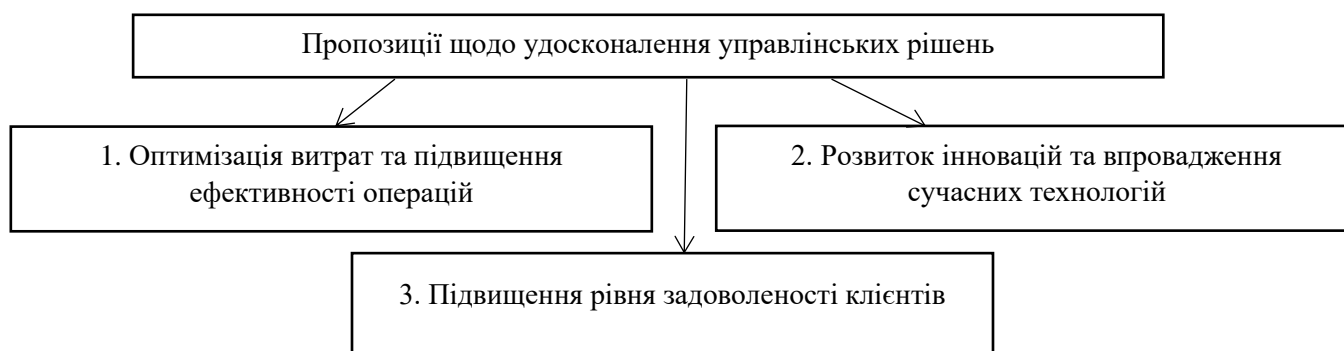 Пропозиції щодо удосконалення управлінських рішень
1. Оптимізація витрат та підвищення
ефективності операцій
2. Розвиток інновацій та впровадження
сучасних технологій
3. Підвищення рівня задоволеності клієнтів